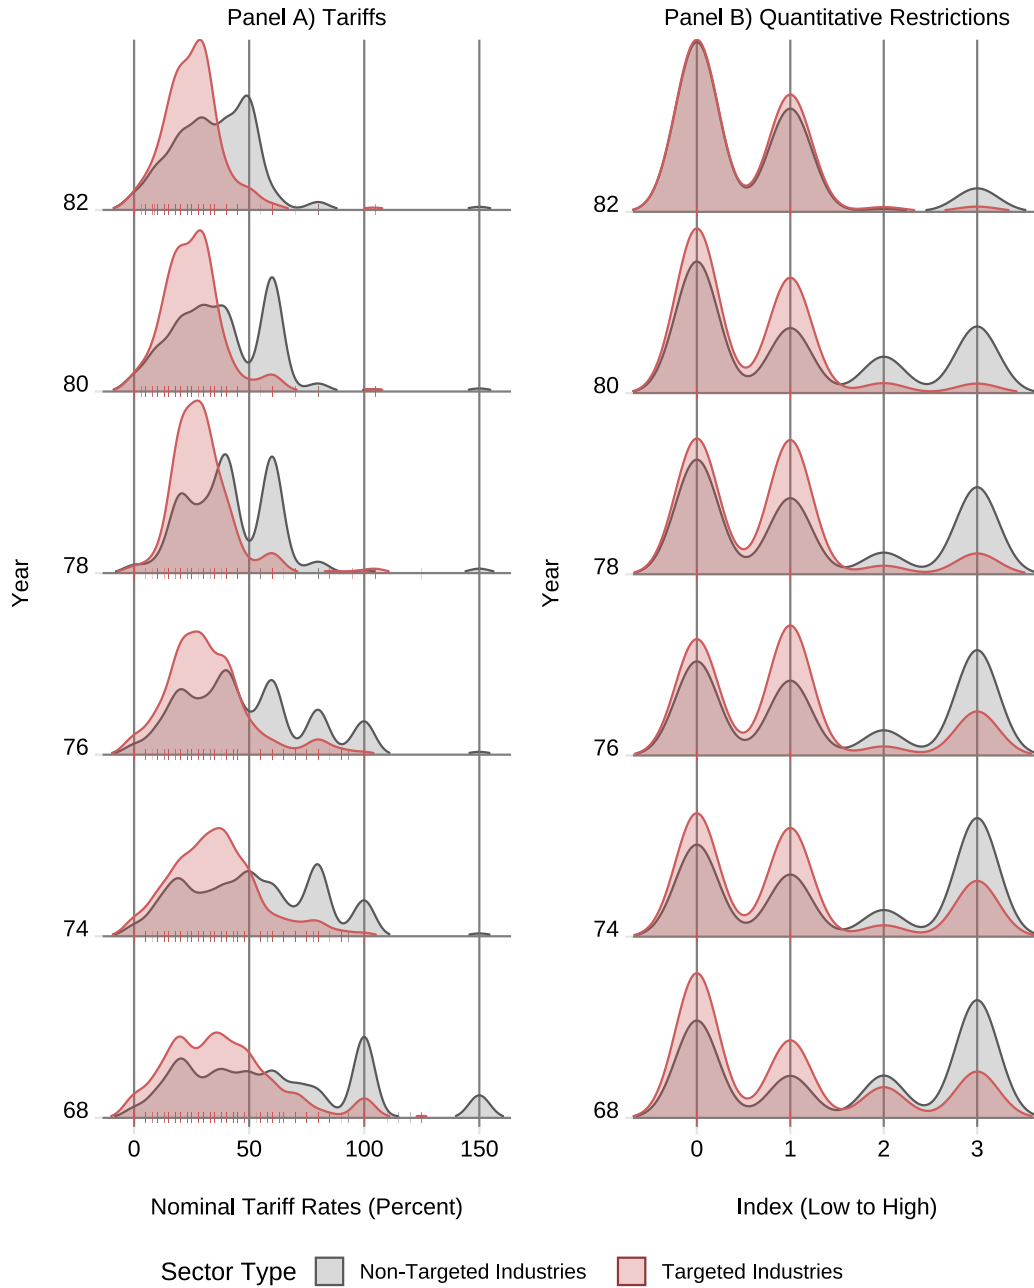 Panel A) Tariffs
Panel B) Quantitative Restrictions
Year
82
80
78
76
74
68
0 50 100 150
Nominal Tariff Rates (Percent)
Year
82
80
78
76
74
68
0 1 2 3
Index (Low to High)
Sector Type Non-Targeted Industries Targeted Industries